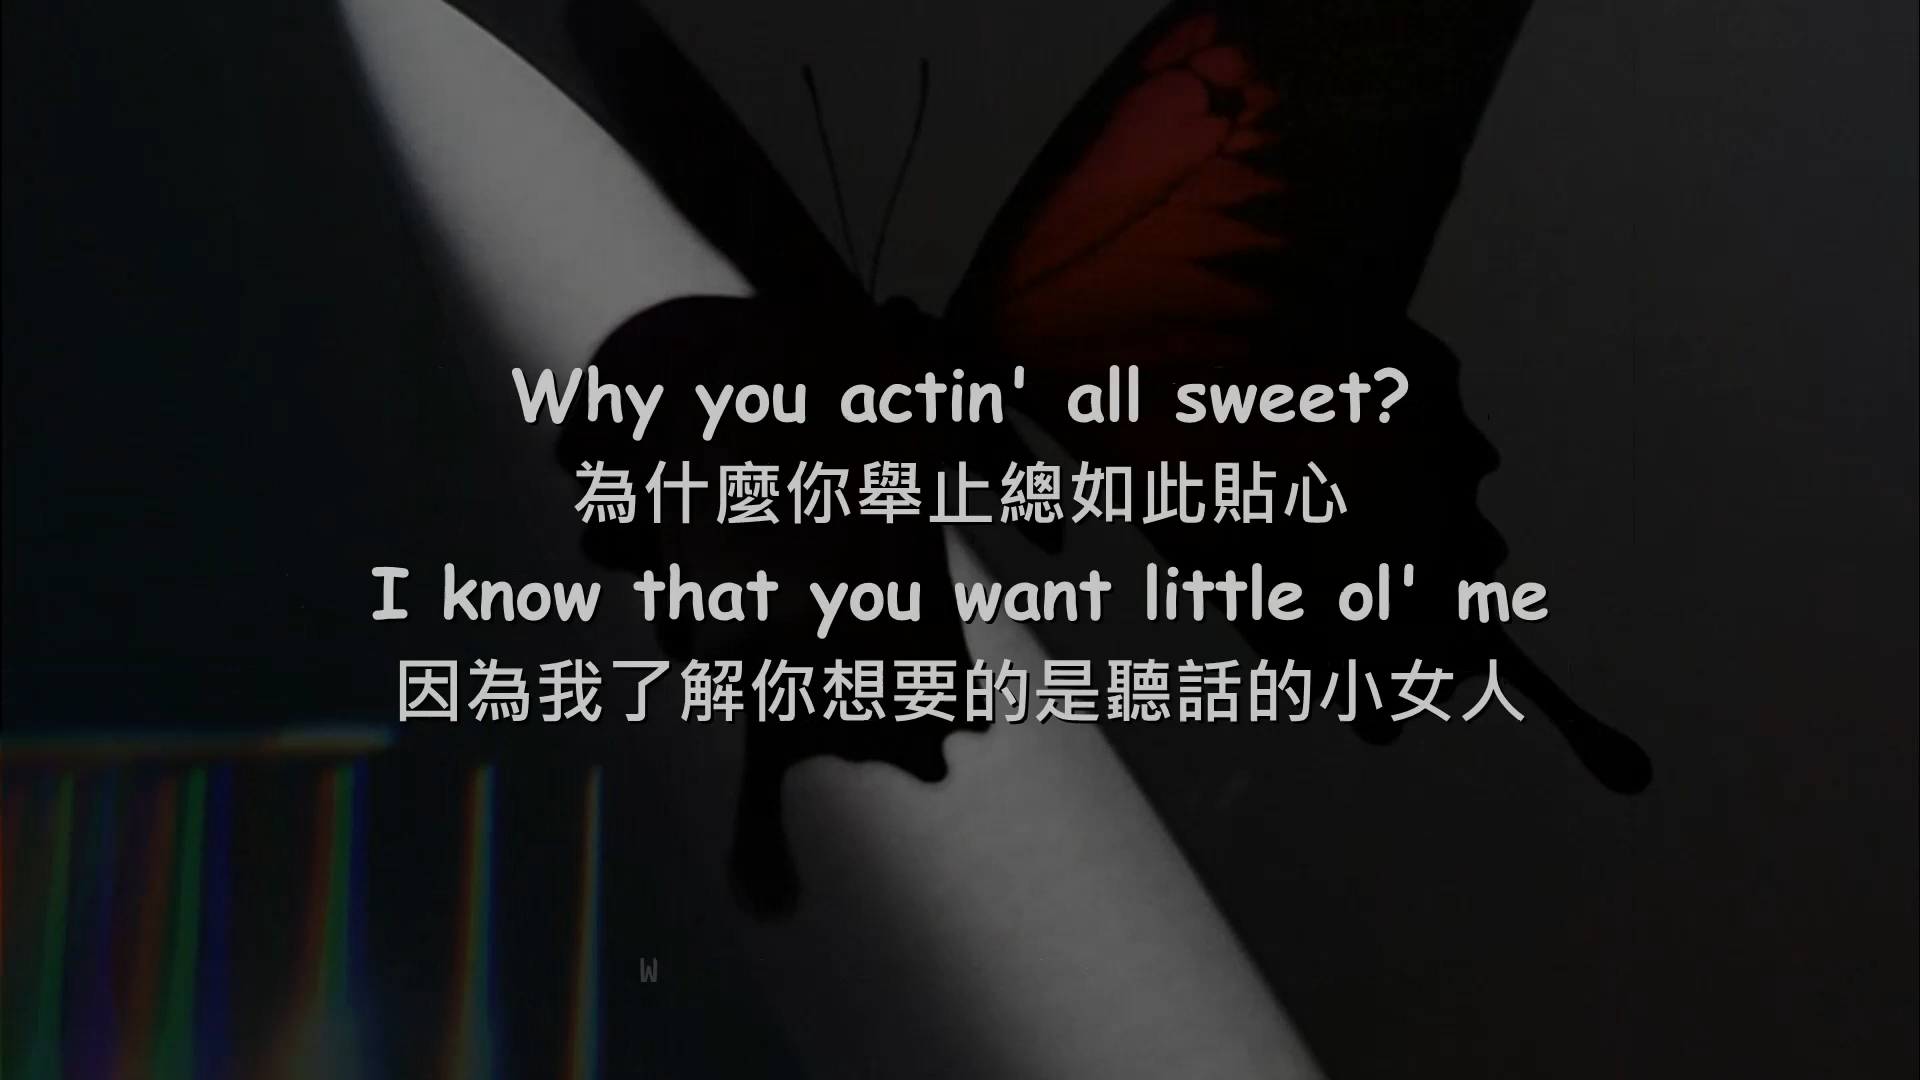 Why you actin' all sweet?
為什麼你舉止總如此貼心
I know that you want little ol' me
因為我了解你想要的是聽話的小女人
W